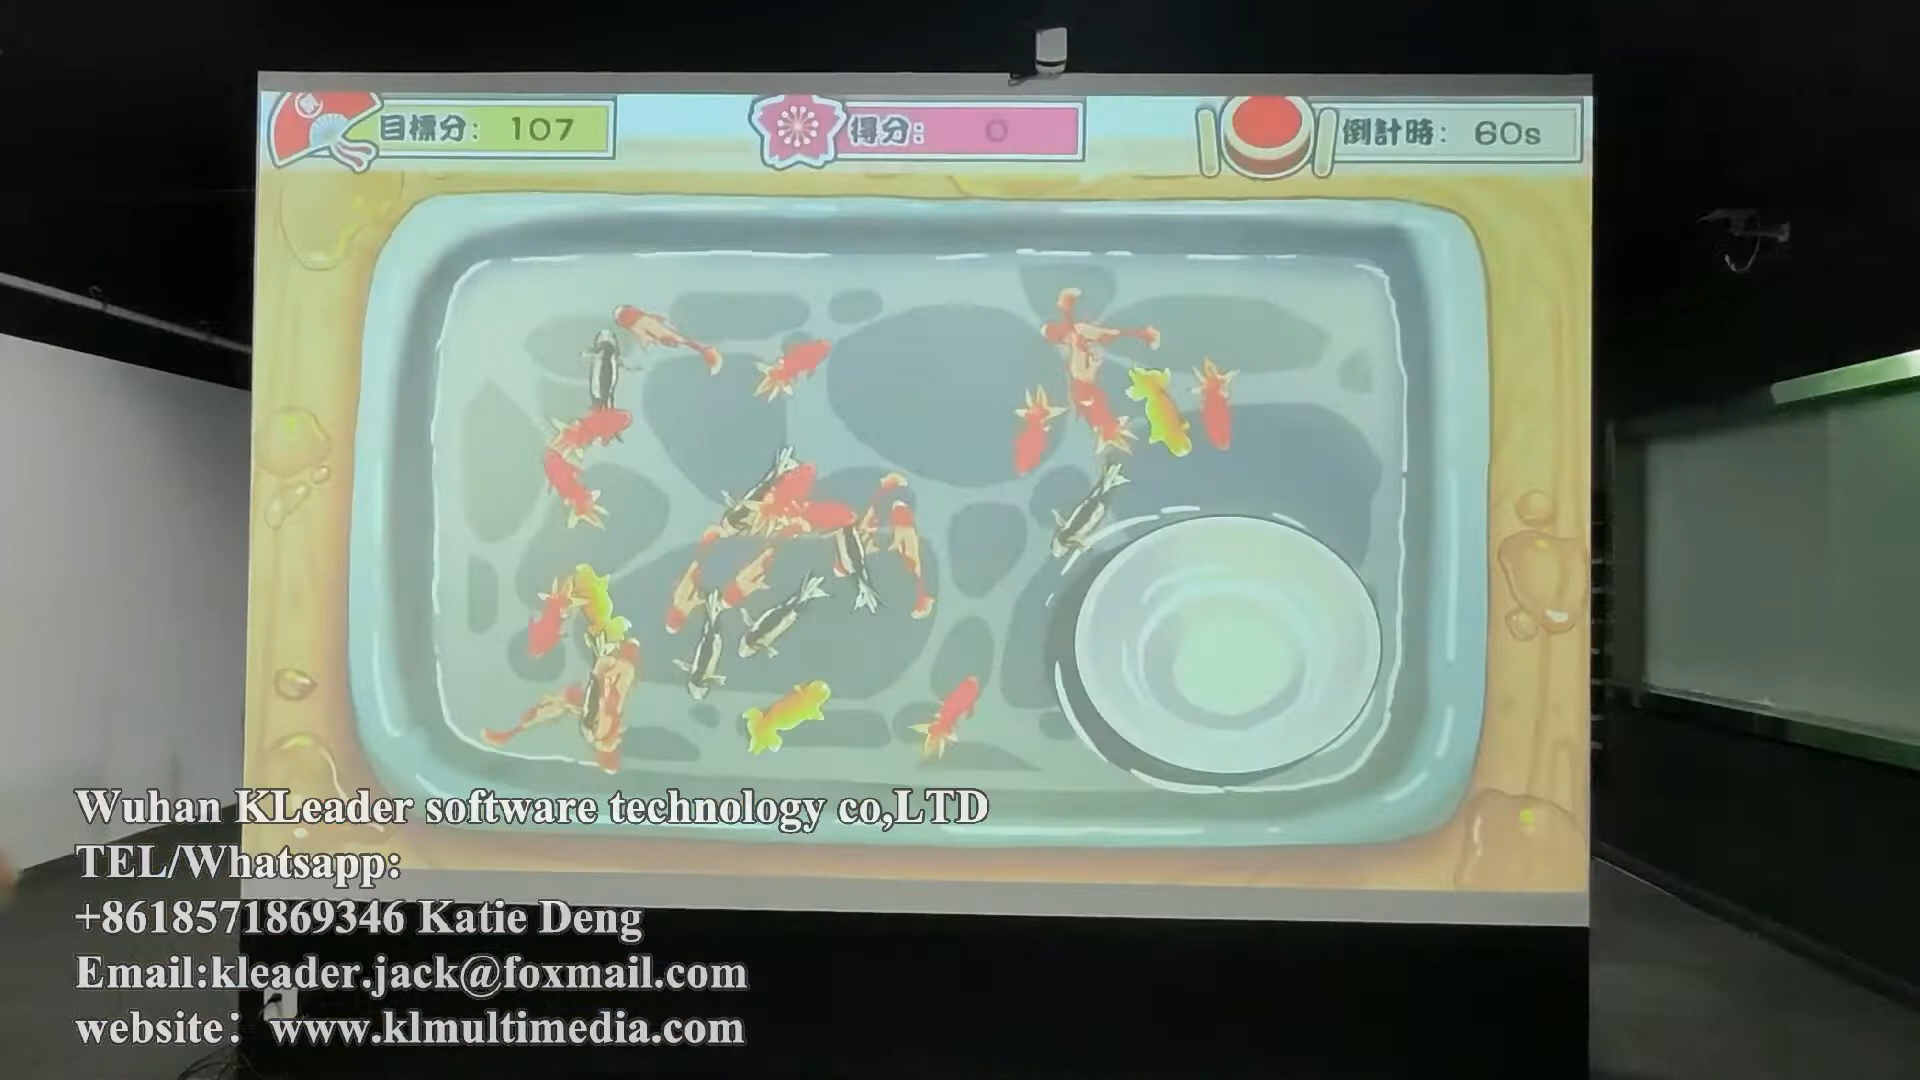 目標分: 107
得分: 0
倒計時: 60s
Wuhan KLeader software technology co,LTD
TEL/Whatsapp:
+8618571869346 Katie Deng
Email:kleader.jack@foxmail.com
website：www.klmultimedia.com